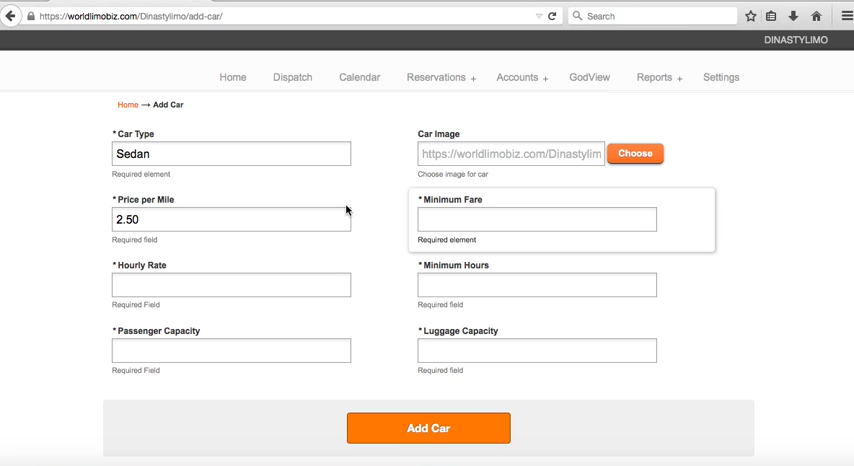 https://worldlimobiz.com/Dinastylimo/add-car/
Search
DINASTYLIMO
Home Dispatch Calendar Reservations + Accounts + GodView Reports + Settings
Home → Add Car
* Car Type
Car Image
Sedan
https://worldlimobiz.com/Dinastylim
Choose
Required element
Choose image for car
* Price per Mile
* Minimum Fare
2.50
Required field
Required element
* Hourly Rate
* Minimum Hours
Required Field
Required field
* Passenger Capacity
* Luggage Capacity
Required Field
Required field
Add Car